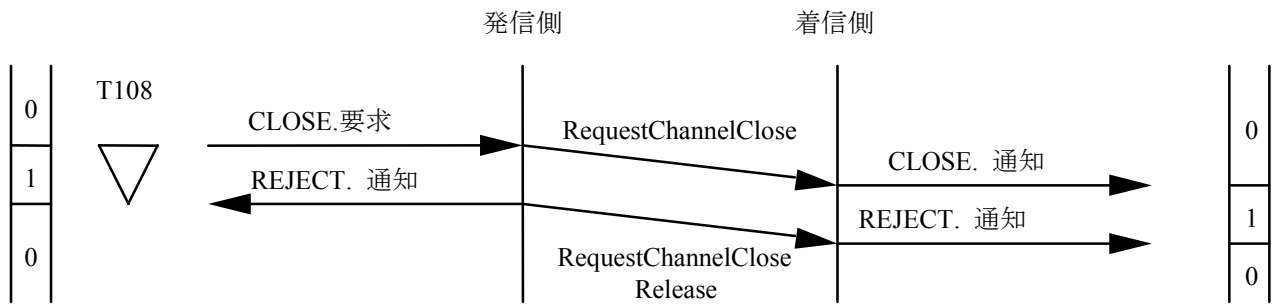 発信側 着信側
T108
0
CLOSE.要求
RequestChannelClose
0
CLOSE. 通知
1
REJECT. 通知
REJECT. 通知
1
0
RequestChannelClose
Release
0